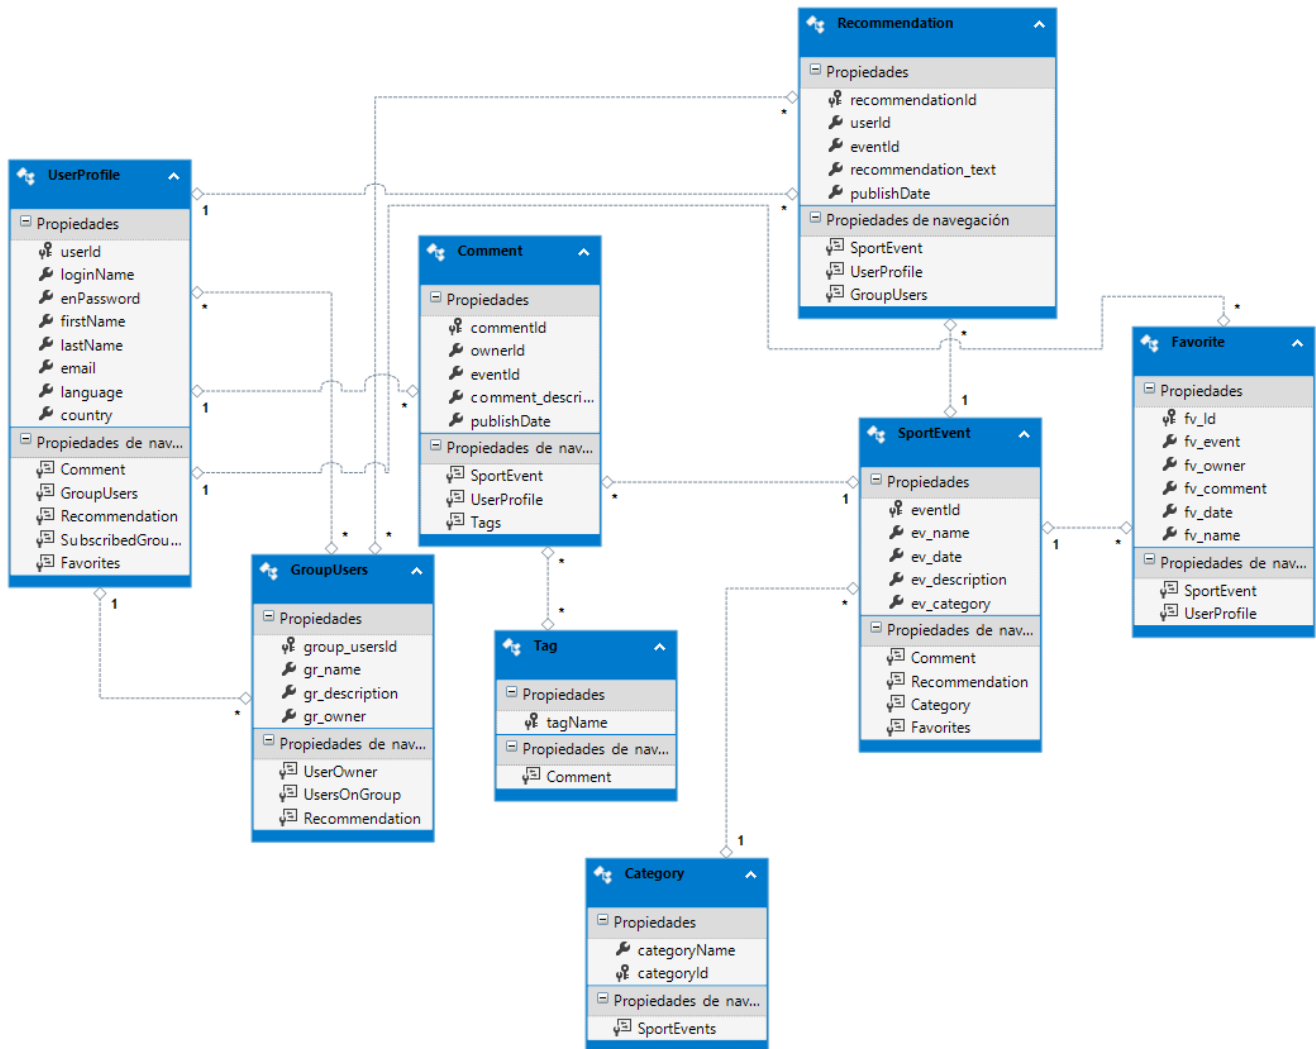 Recommendation
Propiedades
recommendationId
userId
eventId
recommendation_text
publishDate
Propiedades de navegación
SportEvent
UserProfile
GroupUsers
*
*
*
UserProfile
Propiedades
userId
loginName
enPassword
firstName
lastName
email
language
country
Propiedades de nav...
Comment
GroupUsers
Recommendation
SubscribedGrou...
Favorites
1
*
1
1
1
Comment
Propiedades
commentId
ownerId
eventId
comment_descri...
publishDate
Propiedades de nav...
SportEvent
UserProfile
Tags
*
*
*
Favorite
Propiedades
fv_Id
fv_event
fv_owner
fv_comment
fv_date
fv_name
Propiedades de nav...
SportEvent
UserProfile
*
*
SportEvent
Propiedades
eventId
ev_name
ev_date
ev_description
ev_category
Propiedades de nav...
Comment
Recommendation
Category
Favorites
1
1
1
*
GroupUsers
Propiedades
group_usersId
gr_name
gr_description
gr_owner
Propiedades de nav...
UserOwner
UsersOnGroup
Recommendation
*
*
*
Tag
Propiedades
tagName
Propiedades de nav...
Comment
*
Category
Propiedades
categoryName
categoryId
Propiedades de nav...
SportEvents
1